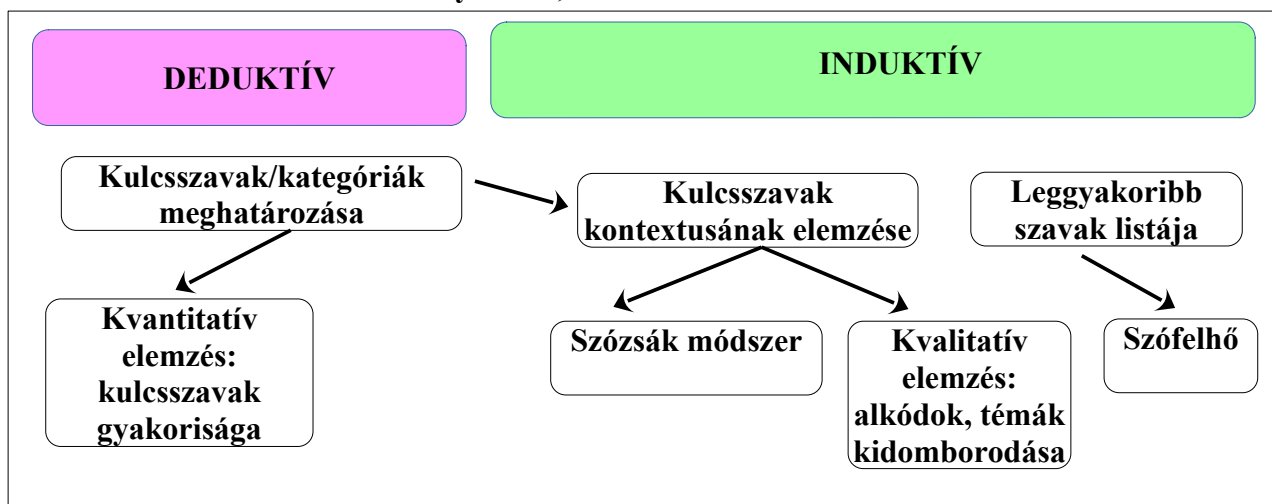 DEDUKTÍV
INDUKTÍV
Kulcsszavak/kategóriák
meghatározása
Kulcsszavak
kontextusának elemzése
Leggyakoribb
szavak listája
Kvantitatív
elemzés:
kulcsszavak
gyakorisága
Szózsák módszer
Kvalitatív
elemzés:
alkódok, témák
kidomborodása
Szófelhő